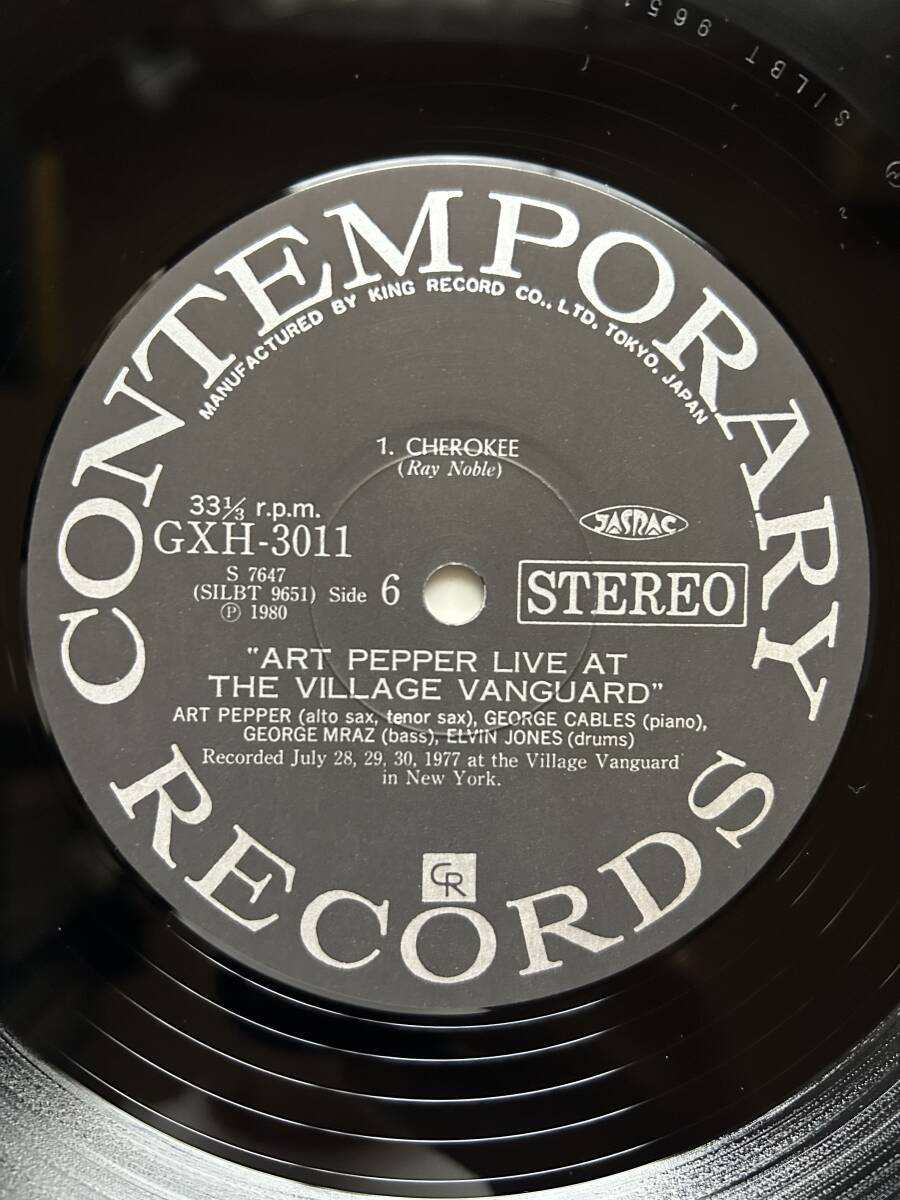 CONTEMPORARY
MANUFACTURED BY KING RECORD CO., LTD. TOKYO, JAPAN
1. CHEROKEE
(Ray Noble)
33⅓ r.p.m.
GXH-3011
S 7647
(SILBT 9651) Side 6
Ⓟ 1980
JASRAC
STEREO
"ART PEPPER LIVE AT
THE VILLAGE VANGUARD"
ART PEPPER (alto sax, tenor sax), GEORGE CABLES (piano),
GEORGE MRAZ (bass), ELVIN JONES (drums)
Recorded July 28, 29, 30, 1977 at the Village Vanguard
in New York.
CR
RECORDS
SILBT 965